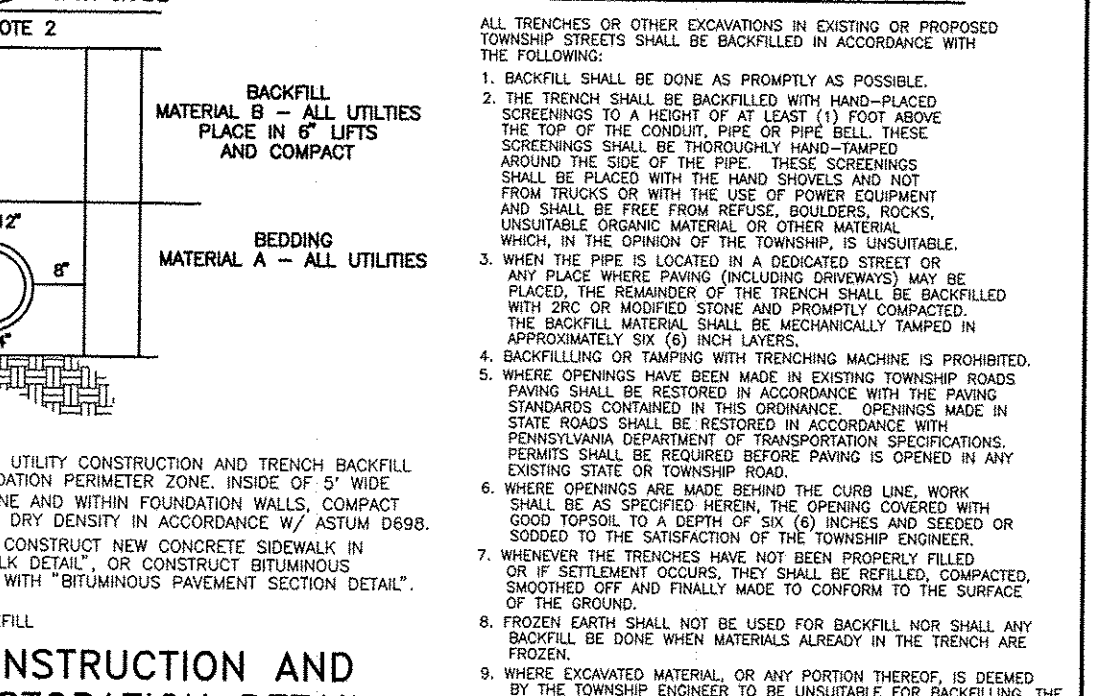 OTE 2
BACKFILL
MATERIAL B – ALL UTILTIES
PLACE IN 6" LIFTS
AND COMPACT
12"
8"
BEDDING
MATERIAL A – ALL UTILITIES
UTILITY CONSTRUCTION AND TRENCH BACKFILL
DATION PERIMETER ZONE. INSIDE OF 5' WIDE
NE AND WITHIN FOUNDATION WALLS, COMPACT
DRY DENSITY IN ACCORDANCE W/ ASTUM D698.
CONSTRUCT NEW CONCRETE SIDEWALK IN
LK DETAIL", OR CONSTRUCT BITUMINOUS
WITH "BITUMINOUS PAVEMENT SECTION DETAIL".
FILL
NSTRUCTION AND
ALL TRENCHES OR OTHER EXCAVATIONS IN EXISTING OR PROPOSED
TOWNSHIP STREETS SHALL BE BACKFILLED IN ACCORDANCE WITH
THE FOLLOWING:
1. BACKFILL SHALL BE DONE AS PROMPTLY AS POSSIBLE.
2. THE TRENCH SHALL BE BACKFILLED WITH HAND–PLACED
SCREENINGS TO A HEIGHT OF AT LEAST (1) FOOT ABOVE
THE TOP OF THE CONDUIT, PIPE OR PIPE BELL. THESE
SCREENINGS SHALL BE THOROUGHLY HAND–TAMPED
AROUND THE SIDE OF THE PIPE. THESE SCREENINGS
SHALL BE PLACED WITH THE HAND SHOVELS AND NOT
FROM TRUCKS OR WITH THE USE OF POWER EQUIPMENT
AND SHALL BE FREE FROM REFUSE, BOULDERS, ROCKS,
UNSUITABLE ORGANIC MATERIAL OR OTHER MATERIAL
WHICH, IN THE OPINION OF THE TOWNSHIP, IS UNSUITABLE.
3. WHEN THE PIPE IS LOCATED IN A DEDICATED STREET OR
ANY PLACE WHERE PAVING (INCLUDING DRIVEWAYS) MAY BE
PLACED, THE REMAINDER OF THE TRENCH SHALL BE BACKFILLED
WITH 2RC OR MODIFIED STONE AND PROMPTLY COMPACTED.
THE BACKFILL MATERIAL SHALL BE MECHANICALLY TAMPED IN
APPROXIMATELY SIX (6) INCH LAYERS.
4. BACKFILLLING OR TAMPING WITH TRENCHING MACHINE IS PROHIBITED.
5. WHERE OPENINGS HAVE BEEN MADE IN EXISTING TOWNSHIP ROADS
PAVING SHALL BE RESTORED IN ACCORDANCE WITH THE PAVING
STANDARDS CONTAINED IN THIS ORDINANCE. OPENINGS MADE IN
STATE ROADS SHALL BE RESTORED IN ACCORDANCE WITH
PENNSYLVANIA DEPARTMENT OF TRANSPORTATION SPECIFICATIONS.
PERMITS SHALL BE REQUIRED BEFORE PAVING IS OPENED IN ANY
EXISTING STATE OR TOWNSHIP ROAD.
6. WHERE OPENINGS ARE MADE BEHIND THE CURB LINE, WORK
SHALL BE AS SPECIFIED HEREIN, THE OPENING COVERED WITH
GOOD TOPSOIL TO A DEPTH OF SIX (6) INCHES AND SEEDED OR
SODDED TO THE SATISFACTION OF THE TOWNSHIP ENGINEER.
7. WHENEVER THE TRENCHES HAVE NOT BEEN PROPERLY FILLED
OR IF SETTLEMENT OCCURS, THEY SHALL BE REFILLED, COMPACTED,
SMOOTHED OFF AND FINALLY MADE TO CONFORM TO THE SURFACE
OF THE GROUND.
8. FROZEN EARTH SHALL NOT BE USED FOR BACKFILL NOR SHALL ANY
BACKFILL BE DONE WHEN MATERIALS ALREADY IN THE TRENCH ARE
FROZEN.
9. WHERE EXCAVATED MATERIAL, OR ANY PORTION THEREOF, IS DEEMED
BY THE TOWNSHIP ENGINEER TO BE UNSUITABLE FOR BACKFILLING, THE